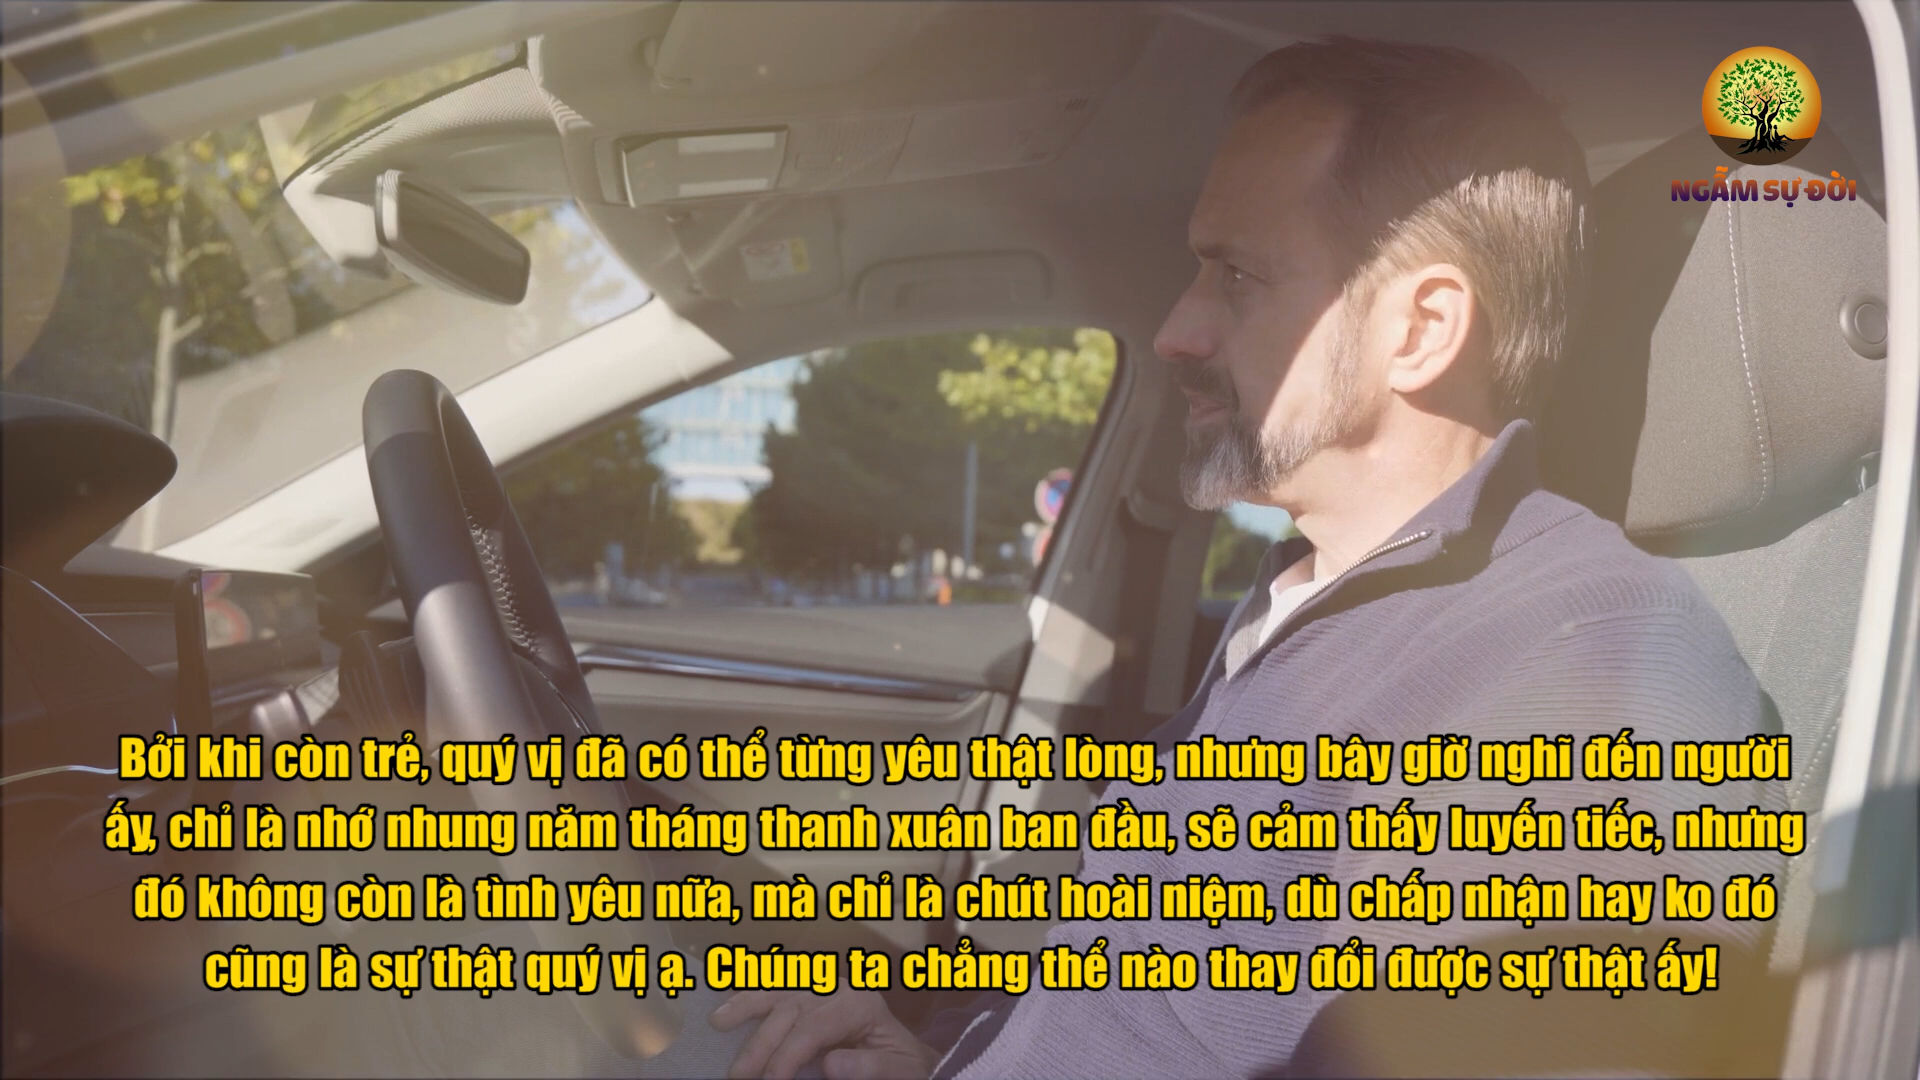 NGẪM SỰ ĐỜI
Bởi khi còn trẻ, quý vị đã có thể từng yêu thật lòng, nhưng bây giờ nghĩ đến người
ấy, chỉ là nhớ nhung năm tháng thanh xuân ban đầu, sẽ cảm thấy luyến tiếc, nhưng
đó không còn là tình yêu nữa, mà chỉ là chút hoài niệm, dù chấp nhận hay ko đó
cũng là sự thật quý vị ạ. Chúng ta chẳng thể nào thay đổi được sự thật ấy!